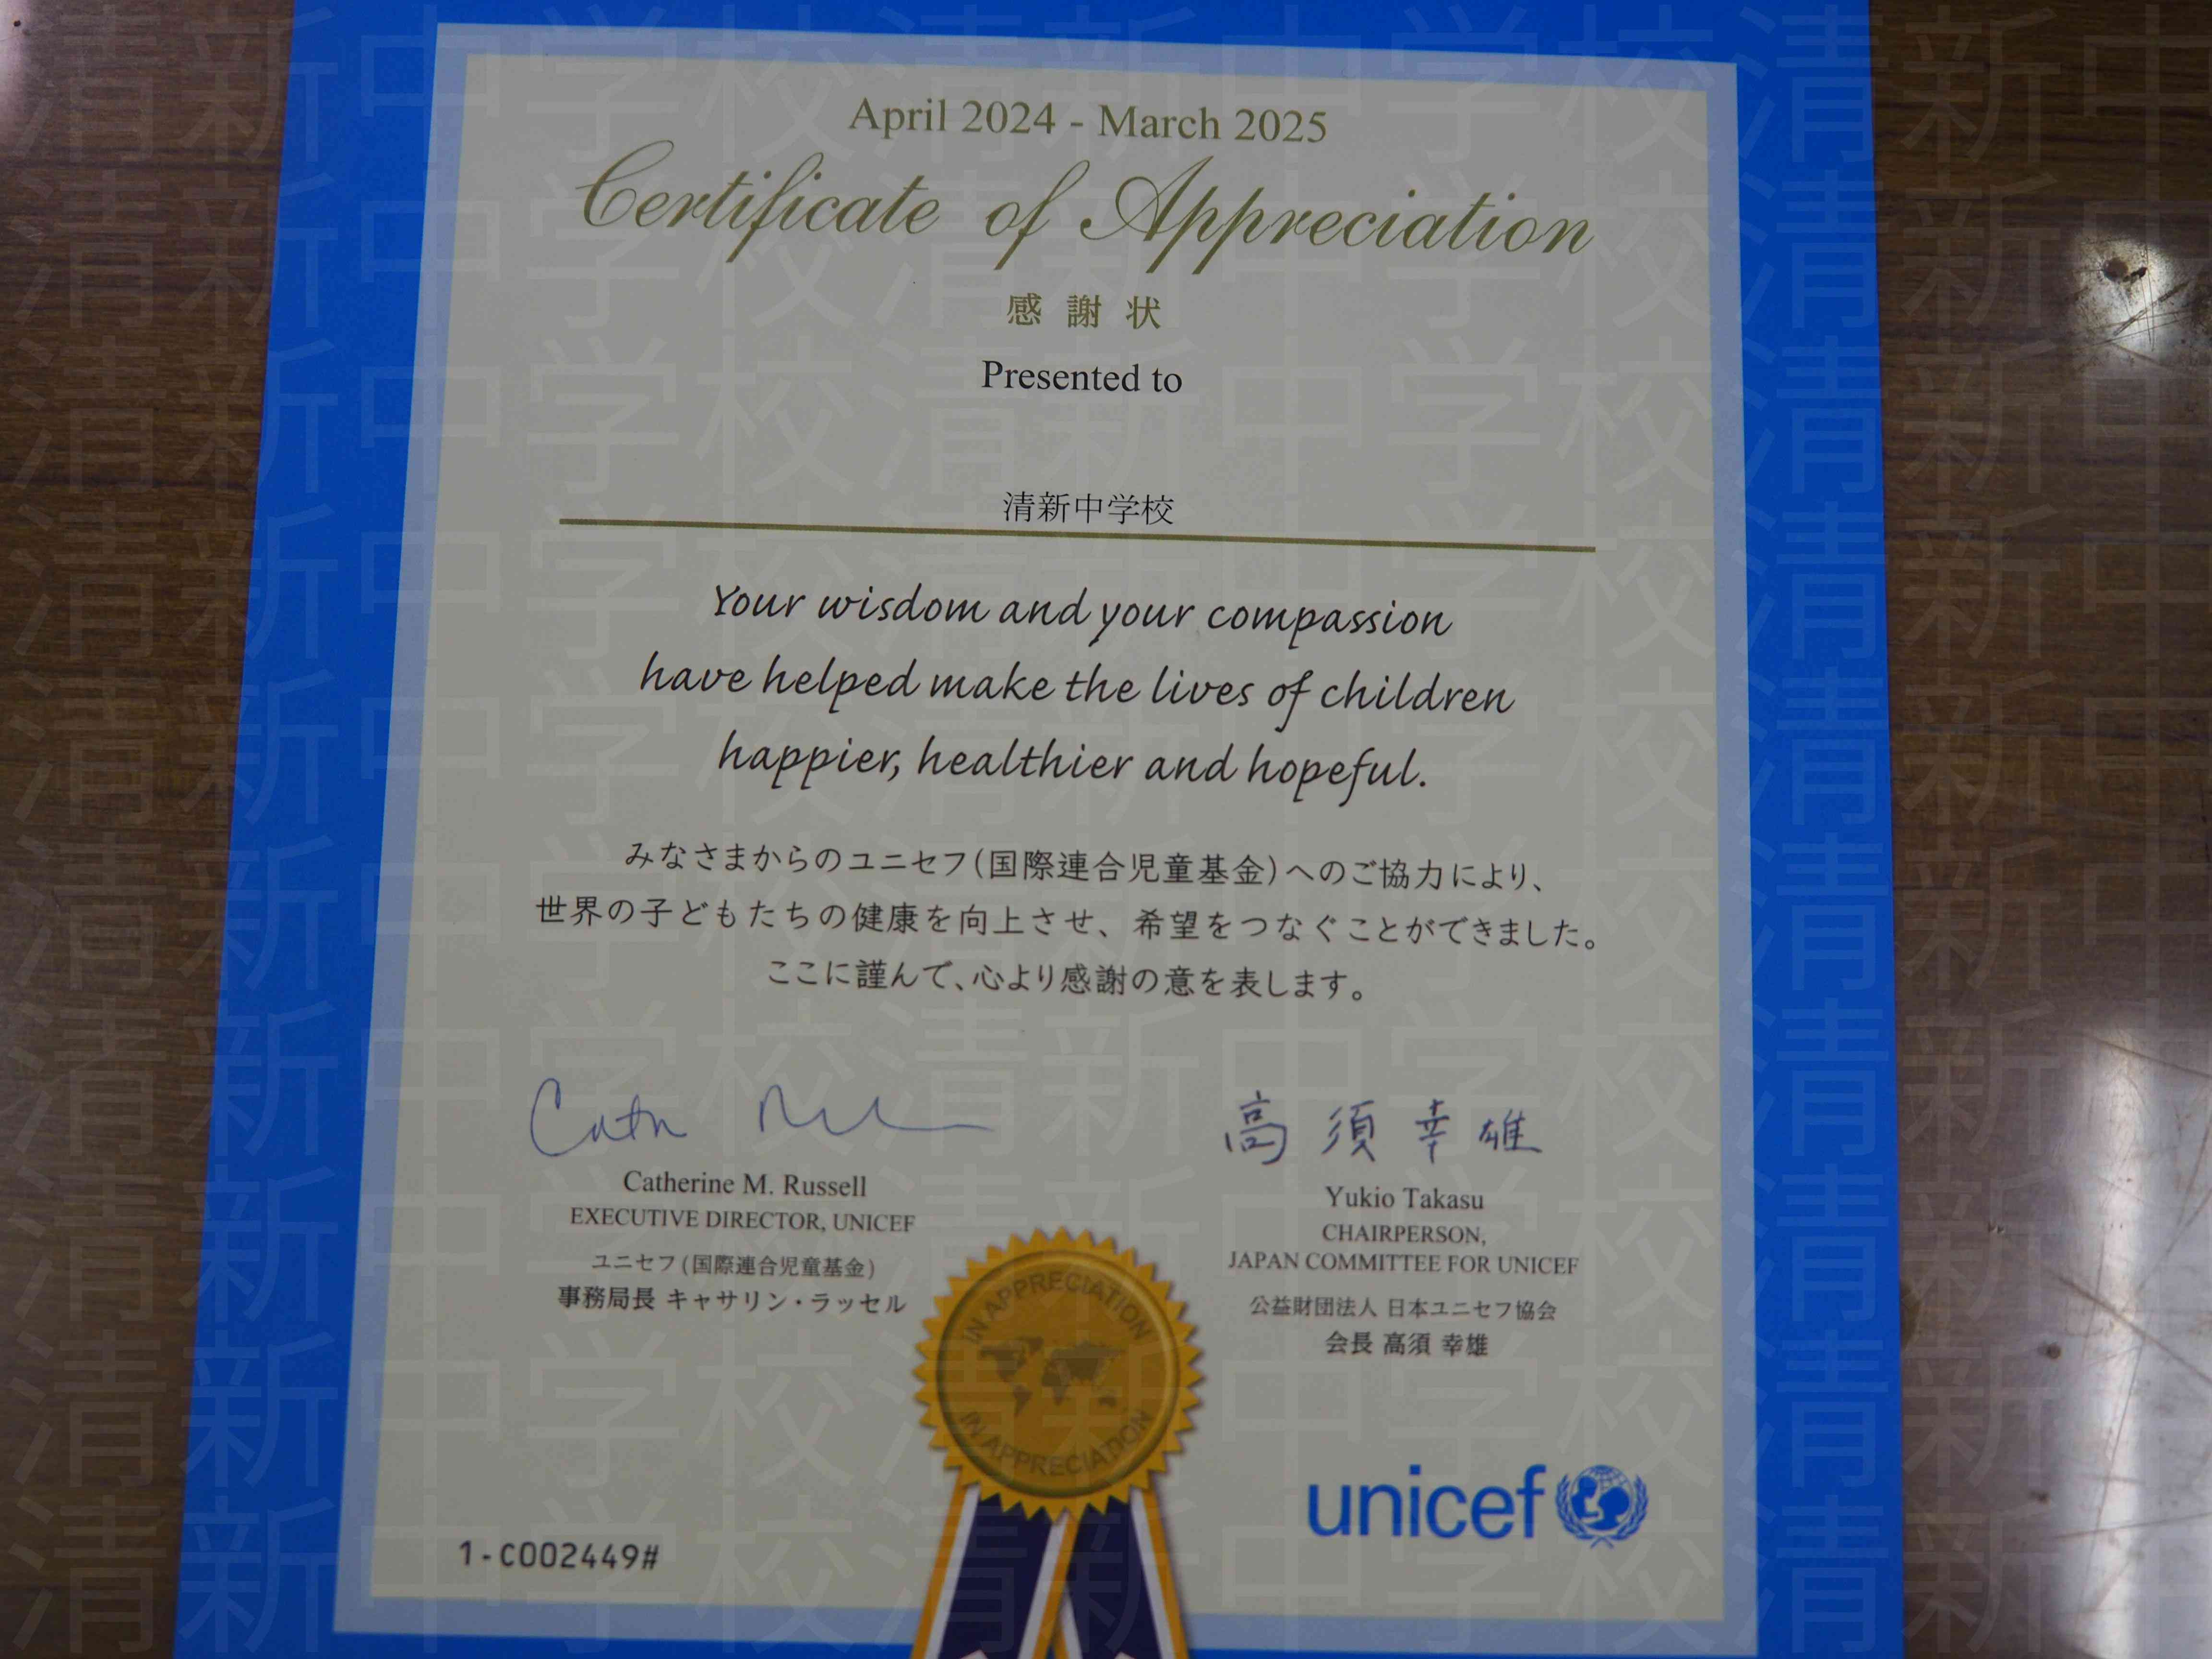 April 2024 - March 2025
Certificate of Appreciation
感謝状
Presented to
清新中学校
Your wisdom and your compassion
have helped make the lives of children
happier, healthier and hopeful.
みなさまからのユニセフ(国際連合児童基金)へのご協力により、
世界の子どもたちの健康を向上させ、希望をつなぐことができました。
ここに謹んで、心より感謝の意を表します。
高須幸雄
Catherine M. Russell
EXECUTIVE DIRECTOR, UNICEF
ユニセフ(国際連合児童基金)
事務局長 キャサリン・ラッセル
Yukio Takasu
CHAIRPERSON,
JAPAN COMMITTEE FOR UNICEF
公益財団法人 日本ユニセフ協会
会長 高須 幸雄
IN APPRECIATION
IN APPRECIATION
unicef
1-C002449#